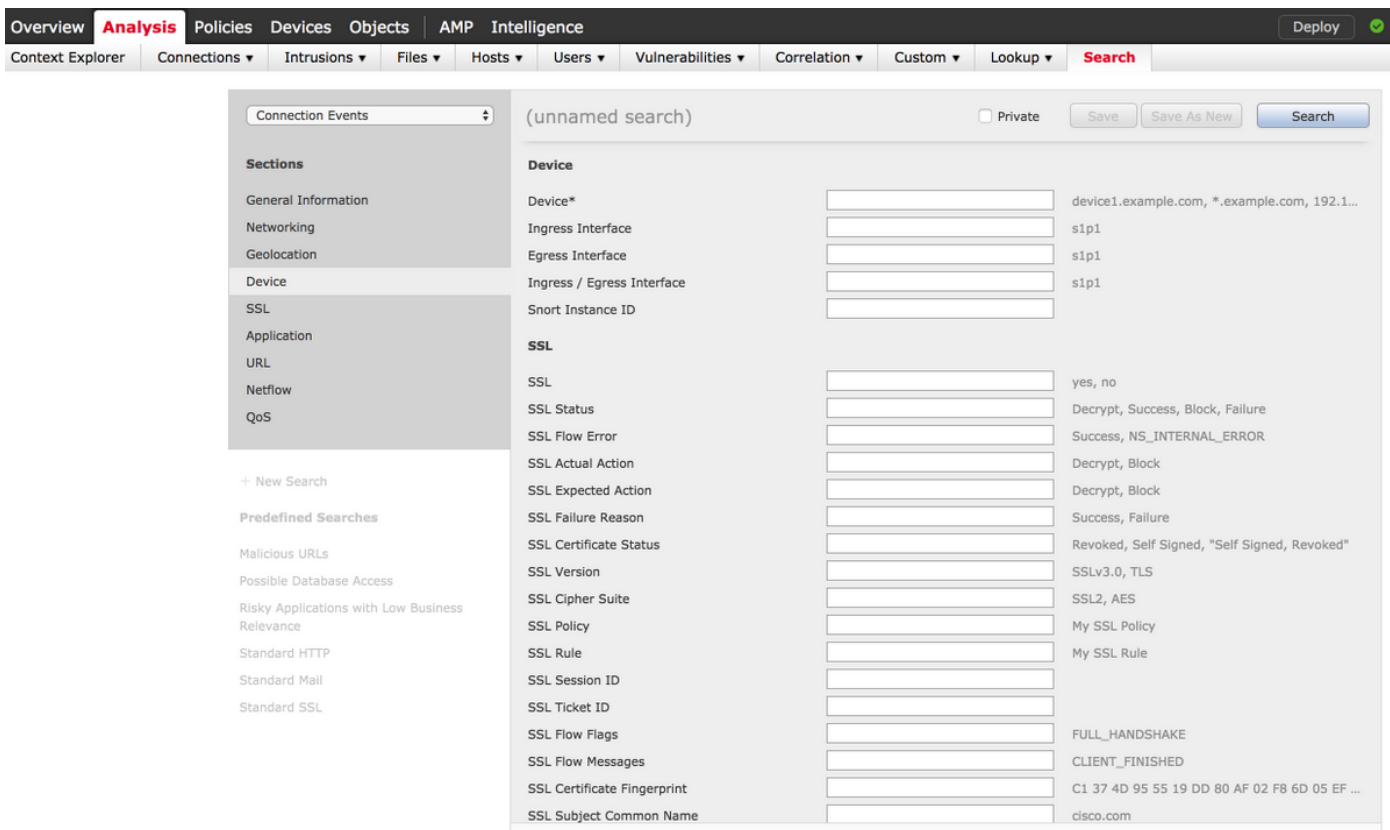 Overview Analysis Policies Devices Objects AMP Intelligence Deploy
Context Explorer Connections ▾ Intrusions ▾ Files ▾ Hosts ▾ Users ▾ Vulnerabilities ▾ Correlation ▾ Custom ▾ Lookup ▾ Search
Connection Events
Sections
General Information
Networking
Geolocation
Device
SSL
Application
URL
Netflow
QoS
+ New Search
Predefined Searches
Malicious URLs
Possible Database Access
Risky Applications with Low Business
Relevance
Standard HTTP
Standard Mail
Standard SSL
(unnamed search) Private Save Save As New Search
Device
Device* device1.example.com, *.example.com, 192.1...
Ingress Interface s1p1
Egress Interface s1p1
Ingress / Egress Interface s1p1
Snort Instance ID
SSL
SSL yes, no
SSL Status Decrypt, Success, Block, Failure
SSL Flow Error Success, NS_INTERNAL_ERROR
SSL Actual Action Decrypt, Block
SSL Expected Action Decrypt, Block
SSL Failure Reason Success, Failure
SSL Certificate Status Revoked, Self Signed, "Self Signed, Revoked"
SSL Version SSLv3.0, TLS
SSL Cipher Suite SSL2, AES
SSL Policy My SSL Policy
SSL Rule My SSL Rule
SSL Session ID
SSL Ticket ID
SSL Flow Flags FULL_HANDSHAKE
SSL Flow Messages CLIENT_FINISHED
SSL Certificate Fingerprint C1 37 4D 95 55 19 DD 80 AF 02 F8 6D 05 EF ...
SSL Subject Common Name cisco.com